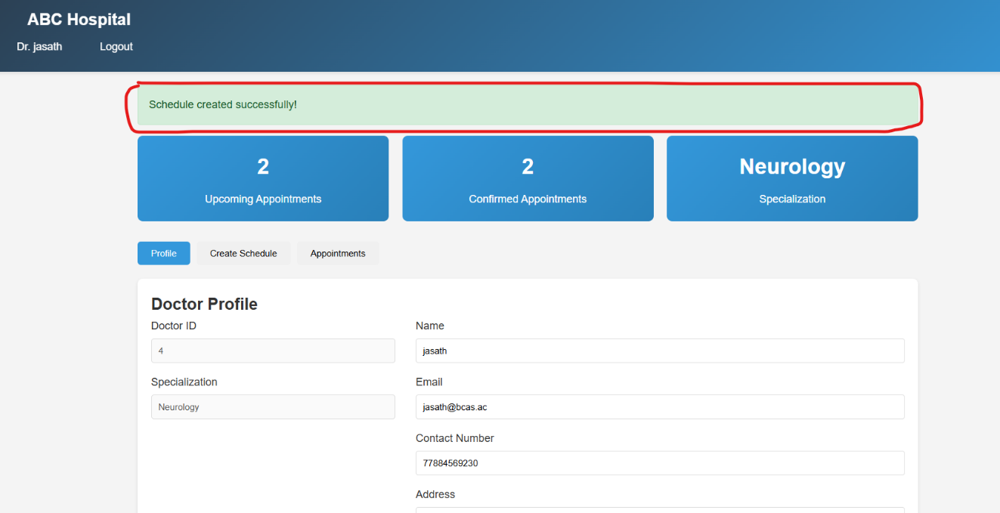 ABC Hospital
Dr. jasath Logout
Schedule created successfully!
2
Upcoming Appointments
2
Confirmed Appointments
Neurology
Specialization
Profile Create Schedule Appointments
Doctor Profile
Doctor ID
4
Name
jasath
Specialization
Neurology
Email
jasath@bcas.ac
Contact Number
77884569230
Address